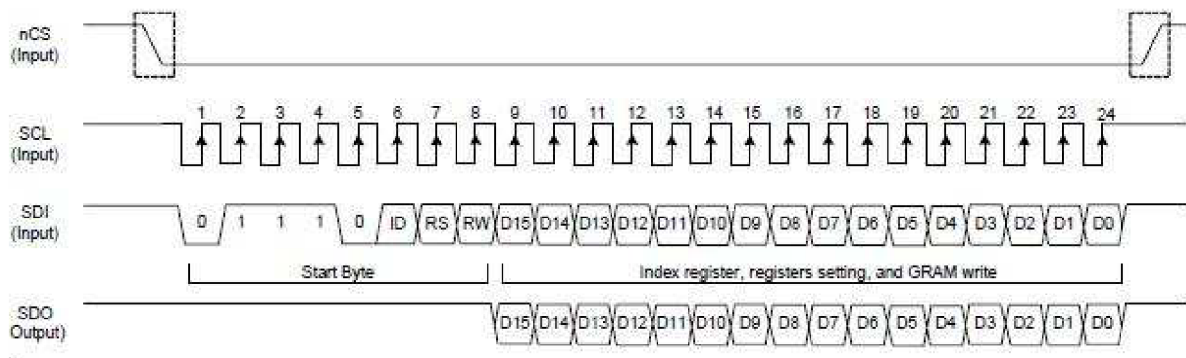 nCS
(Input)
1 2 3 4 5 6 7 8 9 10 11 12 13 14 15 16 17 18 19 20 21 22 23 24
SCL
(Input)
SDI
(Input)
0 1 1 1 0 ID RS RW D15 D14 D13 D12 D11 D10 D9 D8 D7 D6 D5 D4 D3 D2 D1 D0
Start Byte Index register, registers setting, and GRAM write
SDO
Output)
D15 D14 D13 D12 D11 D10 D9 D8 D7 D6 D5 D4 D3 D2 D1 D0